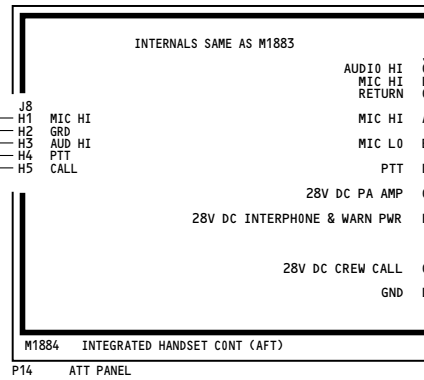 INTERNALS SAME AS M1883
AUDIO HI
MIC HI
RETURN
J8
H1 MIC HI
H2 GRD
H3 AUD HI
H4 PTT
H5 CALL
MIC HI
MIC LO
PTT
28V DC PA AMP
28V DC INTERPHONE & WARN PWR
28V DC CREW CALL
GND
M1884 INTEGRATED HANDSET CONT (AFT)
P14 ATT PANEL